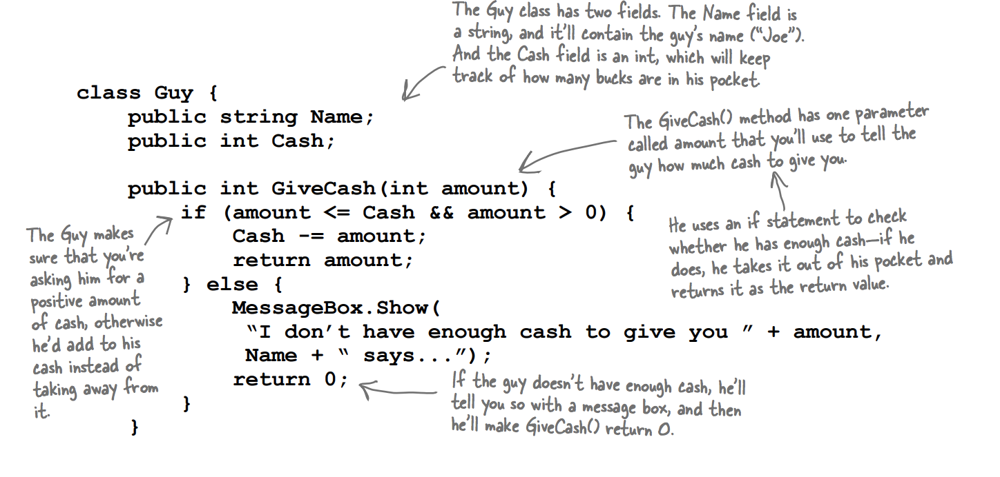 The Guy class has two fields. The Name field is
a string, and it'll contain the guy's name (“Joe”).
And the Cash field is an int, which will keep
track of how many bucks are in his pocket.
class Guy {
public string Name;
public int Cash;
The GiveCash() method has one parameter
called amount that you'll use to tell the
guy how much cash to give you.
public int GiveCash(int amount) {
if (amount <= Cash && amount > 0) {
Cash -= amount;
return amount;
} else {
MessageBox.Show(
“I don’t have enough cash to give you ” + amount,
Name + “ says...”);
return 0;
}
}
The Guy makes
sure that you're
asking him for a
positive amount
of cash, otherwise
he'd add to his
cash instead of
taking away from
it.
He uses an if statement to check
whether he has enough cash—if he
does, he takes it out of his pocket and
returns it as the return value.
If the guy doesn't have enough cash, he'll
tell you so with a message box, and then
he'll make GiveCash() return 0.